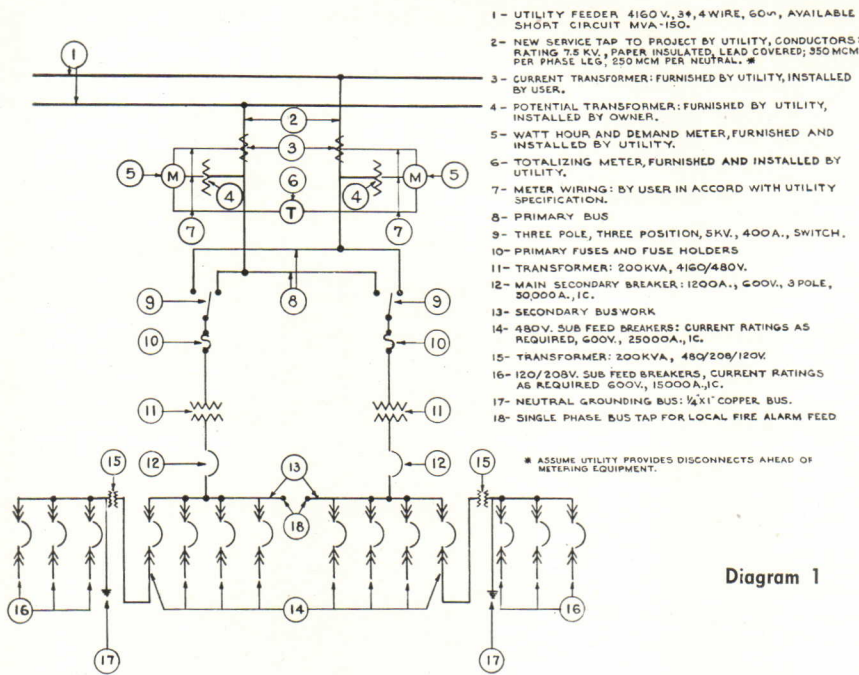 1 - UTILITY FEEDER 4160 V., 3ϕ, 4 WIRE, 60~, AVAILABLE
SHORT CIRCUIT MVA-150.
2 - NEW SERVICE TAP TO PROJECT BY UTILITY, CONDUCTORS:
RATING 7.5 KV., PAPER INSULATED, LEAD COVERED; 350 MCM
PER PHASE LEG, 250 MCM PER NEUTRAL. *
3 - CURRENT TRANSFORMER: FURNISHED BY UTILITY, INSTALLED
BY USER.
4 - POTENTIAL TRANSFORMER: FURNISHED BY UTILITY,
INSTALLED BY OWNER.
5 - WATT HOUR AND DEMAND METER, FURNISHED AND
INSTALLED BY UTILITY.
6 - TOTALIZING METER, FURNISHED AND INSTALLED BY
UTILITY.
7 - METER WIRING: BY USER IN ACCORD WITH UTILITY
SPECIFICATION.
8 - PRIMARY BUS
9 - THREE POLE, THREE POSITION, 5KV., 400A., SWITCH.
10 - PRIMARY FUSES AND FUSE HOLDERS
11 - TRANSFORMER: 200KVA, 4160/480V.
12 - MAIN SECONDARY BREAKER: 1200A., 600V., 3 POLE,
50,000A., IC.
13 - SECONDARY BUSWORK
14 - 480V. SUB FEED BREAKERS: CURRENT RATINGS AS
REQUIRED, 600V., 25000A., IC.
15 - TRANSFORMER: 200KVA, 480/208/120V.
16 - 120/208V. SUB FEED BREAKERS, CURRENT RATINGS
AS REQUIRED 600V., 15000A., IC.
17 - NEUTRAL GROUNDING BUS: 1/4"X1" COPPER BUS.
18 - SINGLE PHASE BUS TAP FOR LOCAL FIRE ALARM FEED
* ASSUME UTILITY PROVIDES DISCONNECTS AHEAD OF
METERING EQUIPMENT.
1
2
3
5 M 6 M 5
4 T 4
7 7
9 8 9
10 10
11 11
12 13 12
15 15
18
16 14 16
17 17
Diagram 1